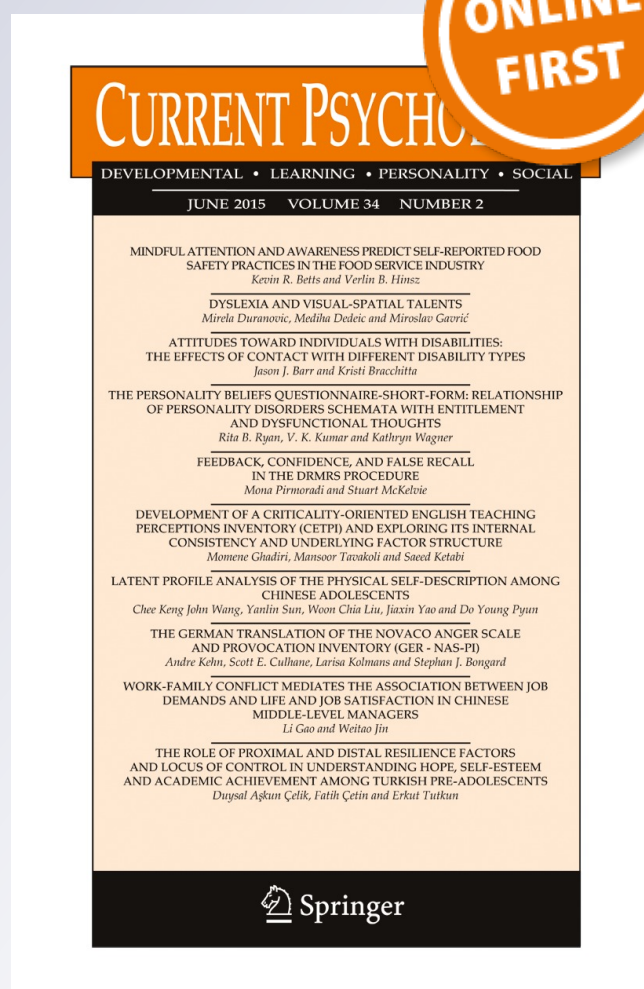 ONLINE
FIRST
CURRENT
DEVELOPMENTAL • LEARNING • PERSONALITY • SOCIAL
JUNE 2015 VOLUME 34 NUMBER 2
MINDFUL ATTENTION AND AWARENESS PREDICT SELF-REPORTED FOOD
SAFETY PRACTICES IN THE FOOD SERVICE INDUSTRY
Kevin R. Betts and Verlin B. Hinsz
DYSLEXIA AND VISUAL-SPATIAL TALENTS
Mirela Duranovic, Mediha Dedeic and Miroslav Gavrić
ATTITUDES TOWARD INDIVIDUALS WITH DISABILITIES:
THE EFFECTS OF CONTACT WITH DIFFERENT DISABILITY TYPES
Jason J. Barr and Kristi Bracchitta
THE PERSONALITY BELIEFS QUESTIONNAIRE-SHORT-FORM: RELATIONSHIP
OF PERSONALITY DISORDERS SCHEMATA WITH ENTITLEMENT
AND DYSFUNCTIONAL THOUGHTS
Rita B. Ryan, V. K. Kumar and Kathryn Wagner
FEEDBACK, CONFIDENCE, AND FALSE RECALL
IN THE DRMRS PROCEDURE
Mona Pirmoradi and Stuart McKelvie
DEVELOPMENT OF A CRITICALITY-ORIENTED ENGLISH TEACHING
PERCEPTIONS INVENTORY (CETPI) AND EXPLORING ITS INTERNAL
CONSISTENCY AND UNDERLYING FACTOR STRUCTURE
Momene Ghadiri, Mansoor Tavakoli and Saeed Ketabi
LATENT PROFILE ANALYSIS OF THE PHYSICAL SELF-DESCRIPTION AMONG
CHINESE ADOLESCENTS
Chee Keng John Wang, Yanlin Sun, Woon Chia Liu, Jiaxin Yao and Do Young Pyun
THE GERMAN TRANSLATION OF THE NOVACO ANGER SCALE
AND PROVOCATION INVENTORY (GER - NAS-PI)
Andre Kehn, Scott E. Culhane, Larisa Kolmans and Stephan J. Bongard
WORK-FAMILY CONFLICT MEDIATES THE ASSOCIATION BETWEEN JOB
DEMANDS AND LIFE AND JOB SATISFACTION IN CHINESE
MIDDLE-LEVEL MANAGERS
Li Gao and Weitao Jin
THE ROLE OF PROXIMAL AND DISTAL RESILIENCE FACTORS
AND LOCUS OF CONTROL IN UNDERSTANDING HOPE, SELF-ESTEEM
AND ACADEMIC ACHIEVEMENT AMONG TURKISH PRE-ADOLESCENTS
Duysal Aşkun Çelik, Fatih Çetin and Erkut Tutkun
Springer